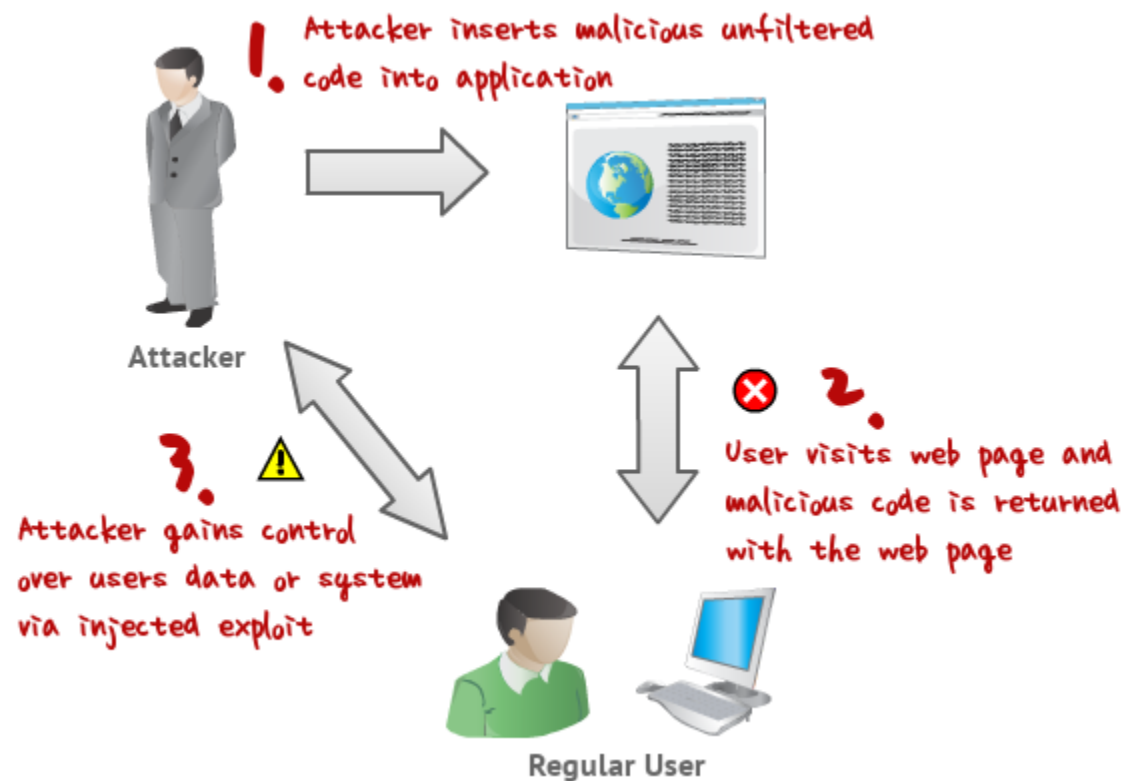 1. Attacker inserts malicious unfiltered
code into application
Attacker
2.
User visits web page and
malicious code is returned
with the web page
3.
Attacker gains control
over users data or system
via injected exploit
Regular User